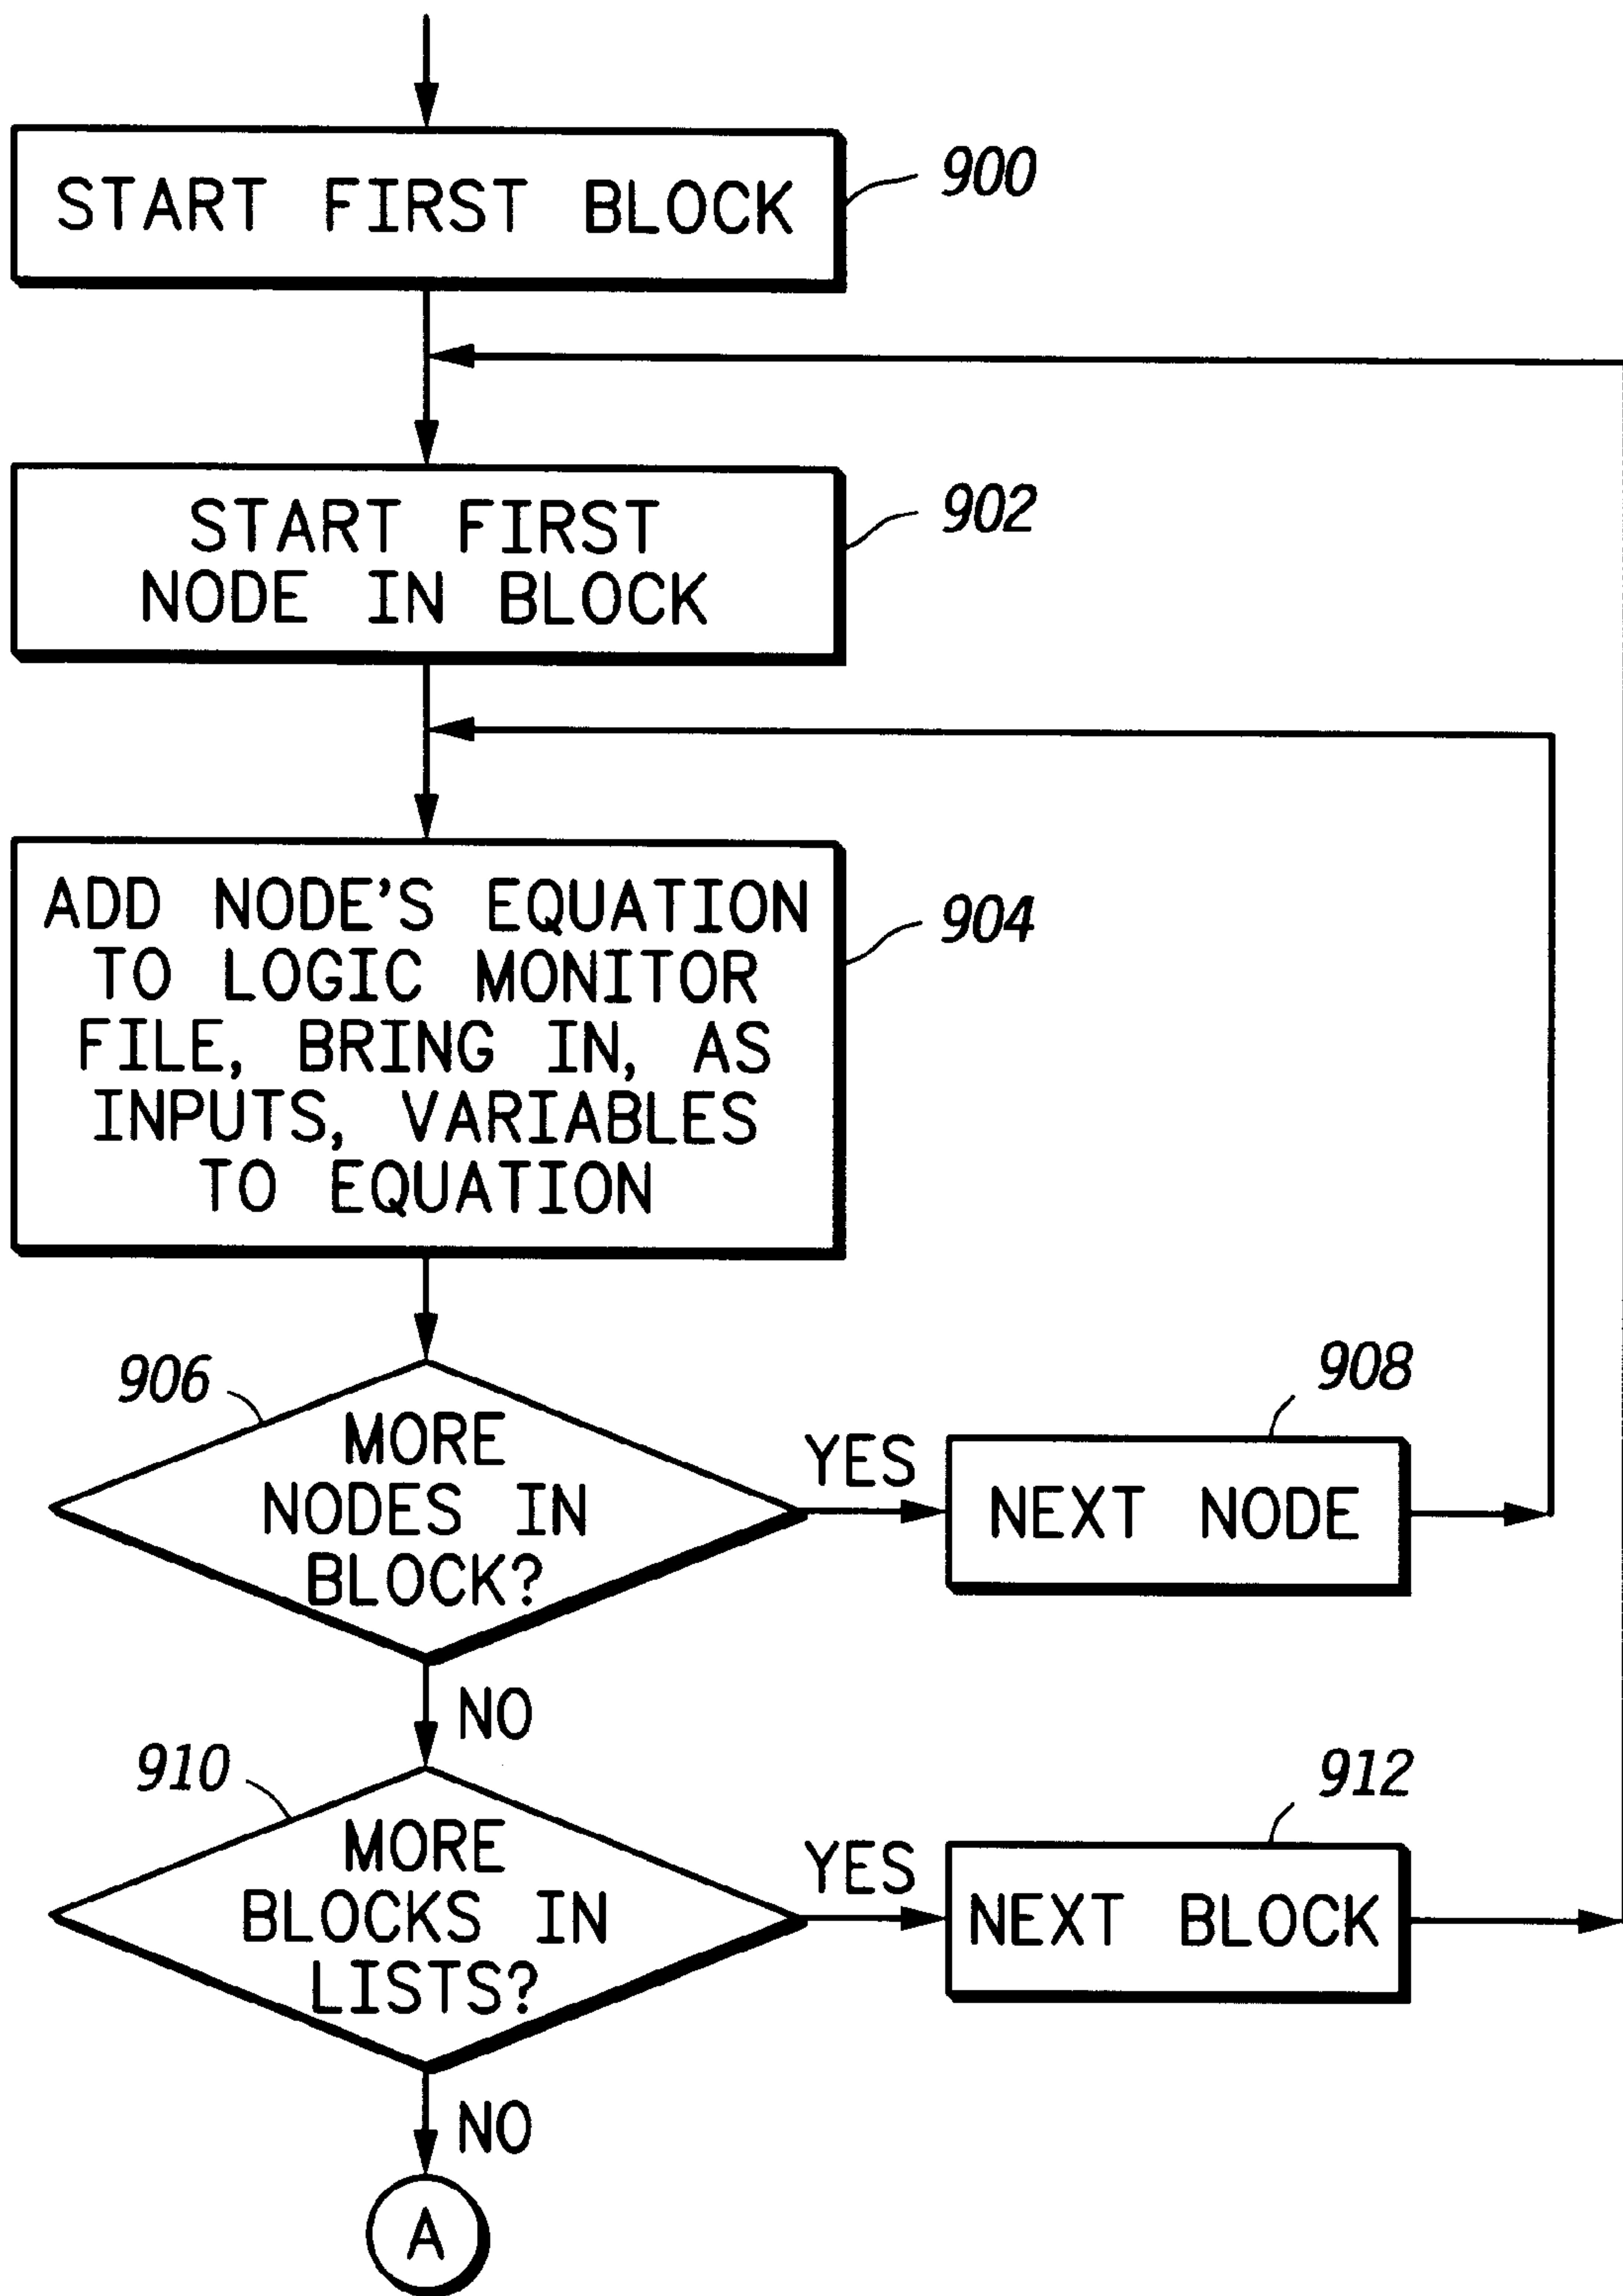 START FIRST BLOCK
900
START FIRST
NODE IN BLOCK
902
ADD NODE'S EQUATION
TO LOGIC MONITOR
FILE, BRING IN, AS
INPUTS, VARIABLES
TO EQUATION
904
906
MORE
NODES IN
BLOCK?
YES
908
NEXT NODE
NO
910
MORE
BLOCKS IN
LISTS?
YES
912
NEXT BLOCK
NO
A